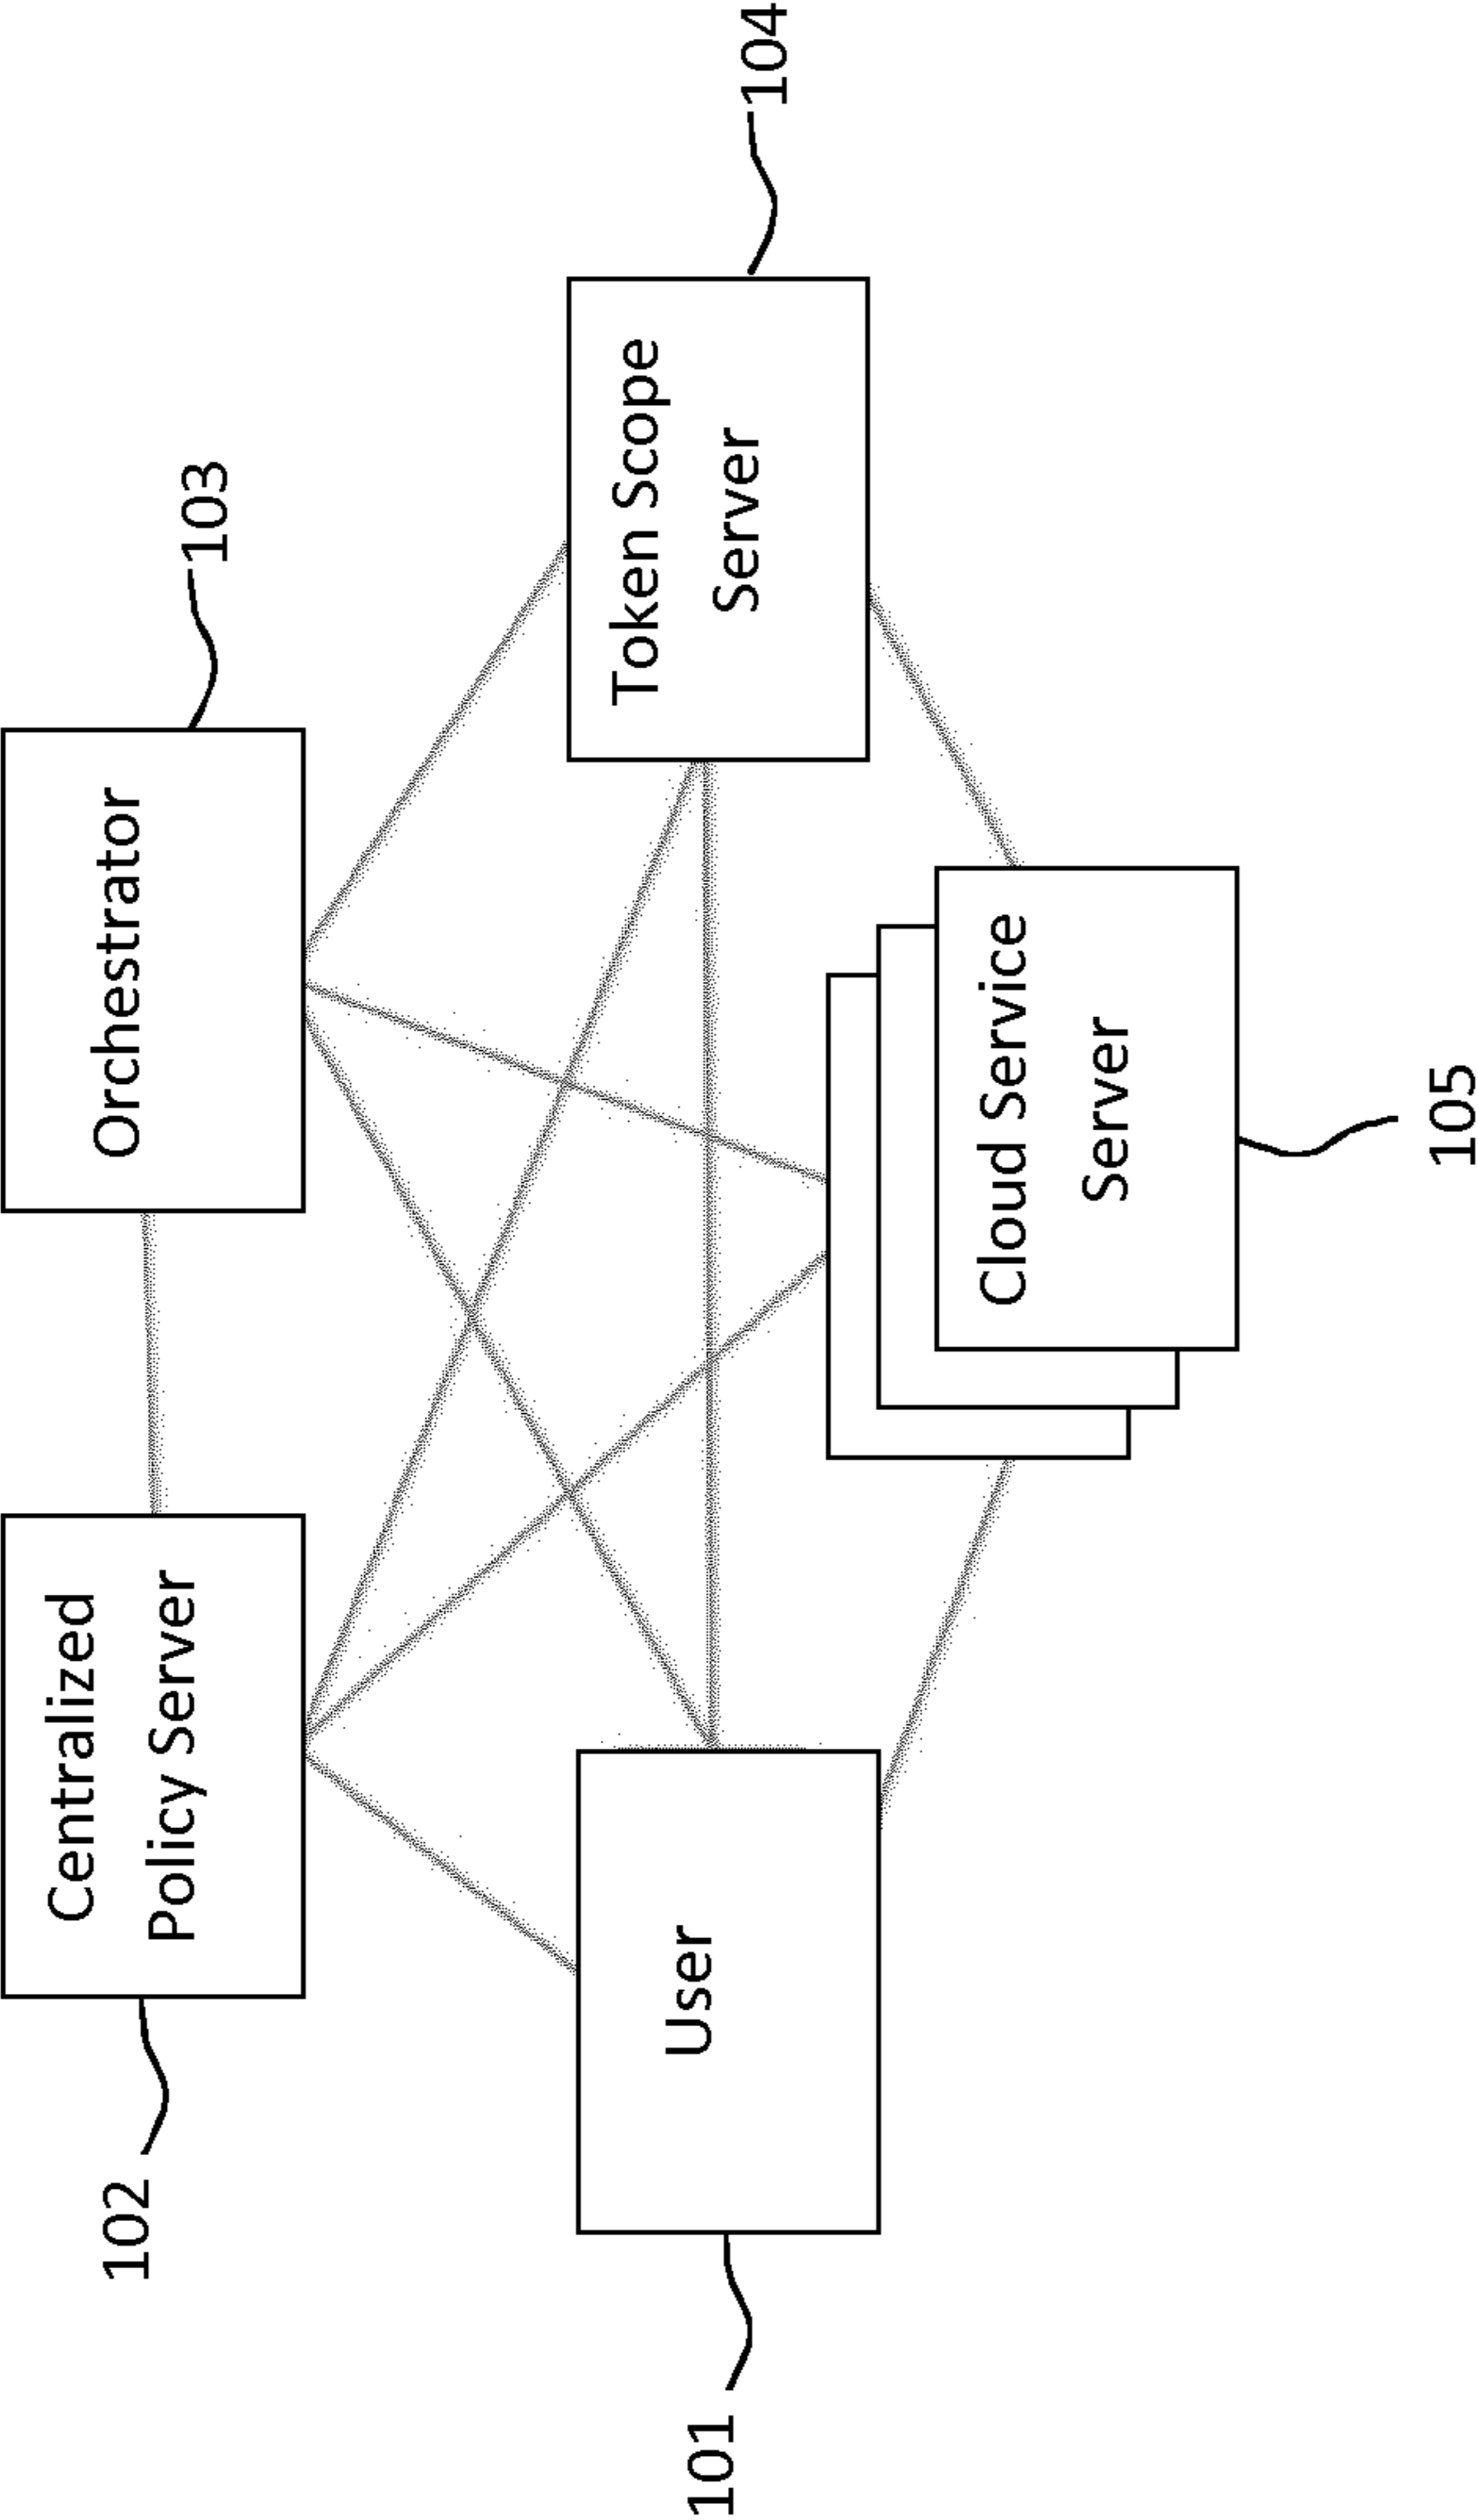 102
Centralized
Policy Server
Orchestrator
103
101
User
Token Scope
Server
104
Cloud Service
Server
105